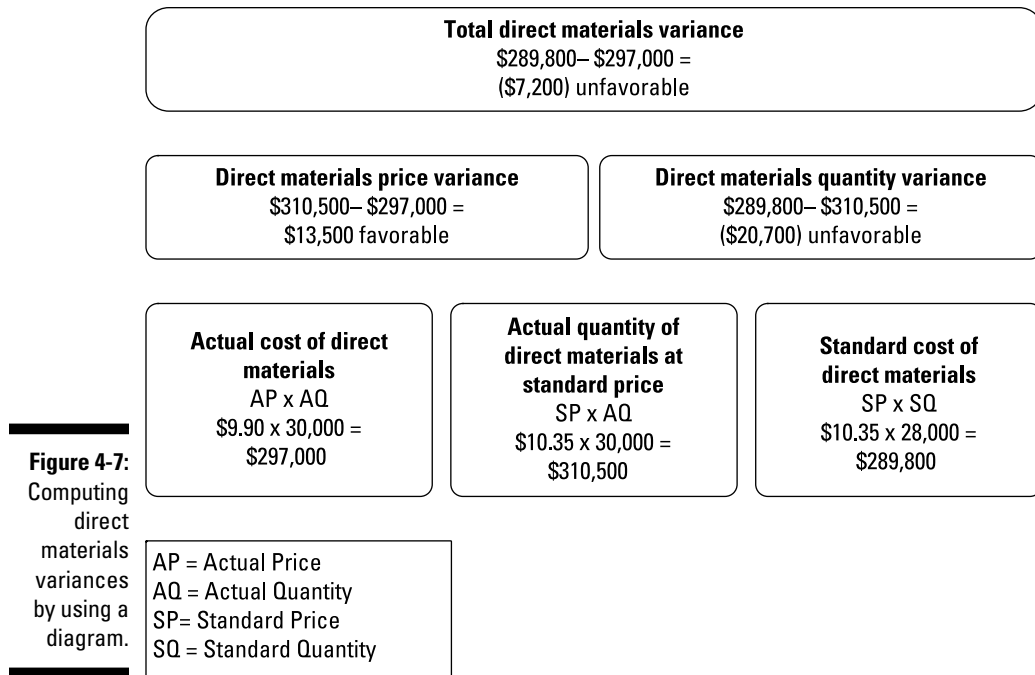 Total direct materials variance
$289,800– $297,000 =
($7,200) unfavorable
Direct materials price variance
$310,500– $297,000 =
$13,500 favorable
Direct materials quantity variance
$289,800– $310,500 =
($20,700) unfavorable
Actual cost of direct
materials
AP x AQ
$9.90 x 30,000 =
$297,000
Actual quantity of
direct materials at
standard price
SP x AQ
$10.35 x 30,000 =
$310,500
Standard cost of
direct materials
SP x SQ
$10.35 x 28,000 =
$289,800
Figure 4-7:
Computing
direct
materials
variances
by using a
diagram.
AP = Actual Price
AQ = Actual Quantity
SP= Standard Price
SQ = Standard Quantity